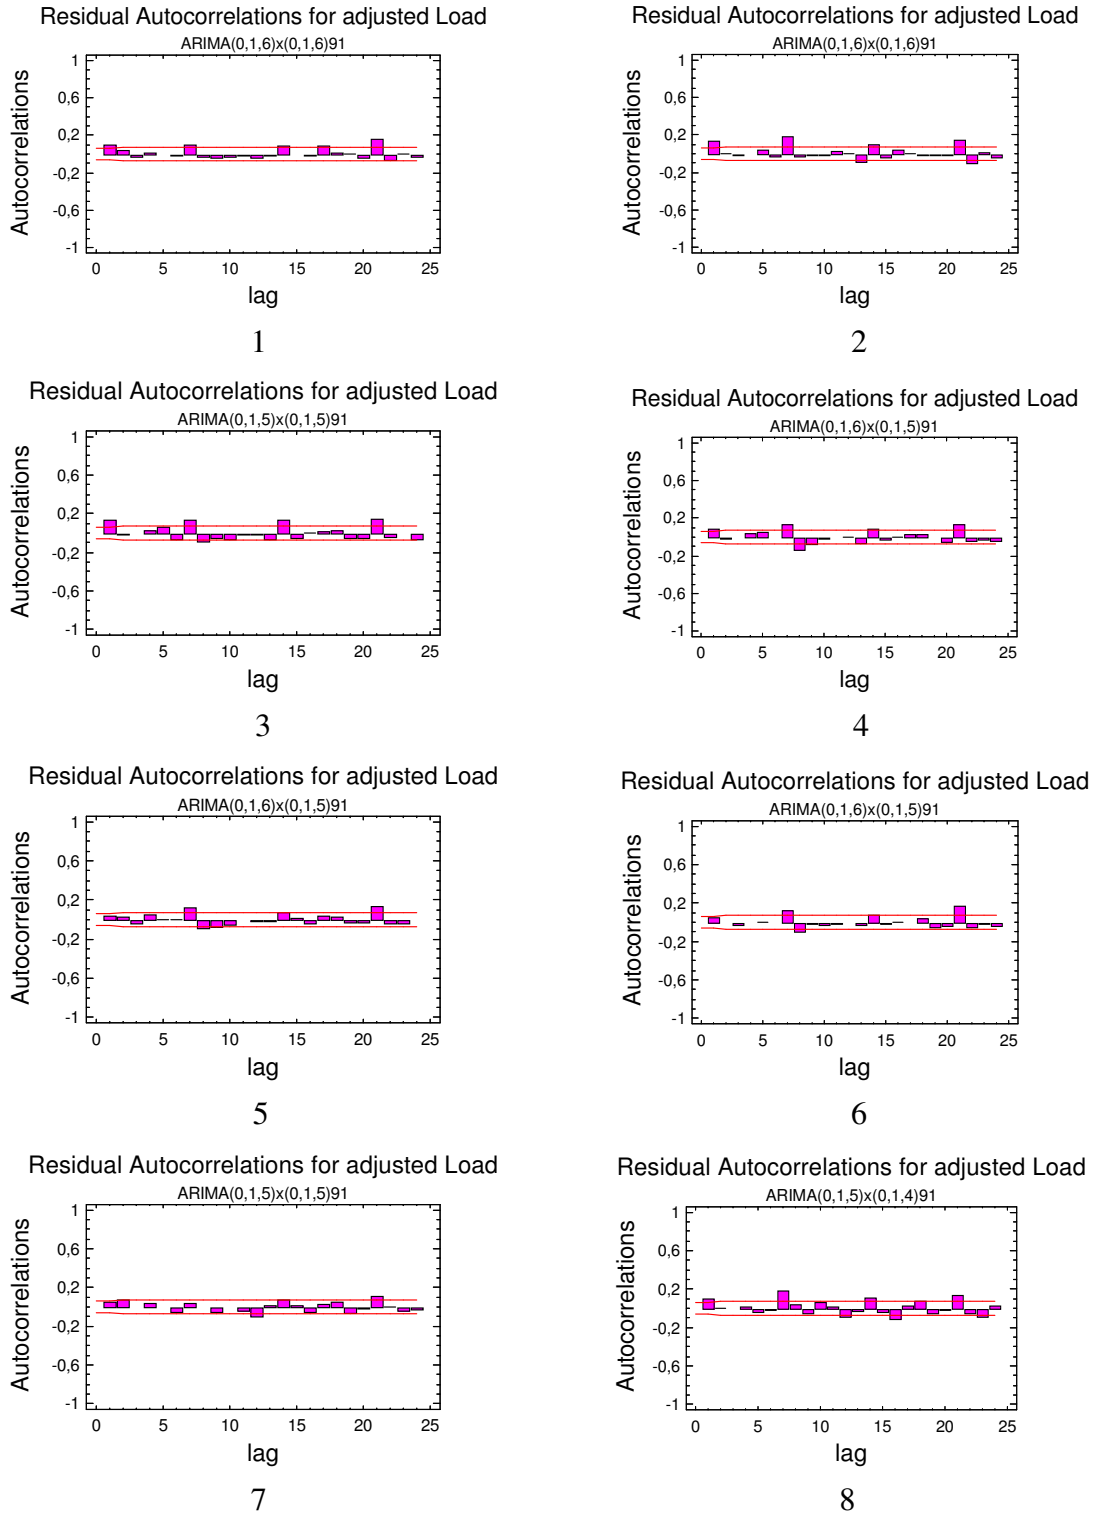 Residual Autocorrelations for adjusted Load
ARIMA(0,1,6)x(0,1,6)91
Autocorrelations
1
0,6
0,2
-0,2
-0,6
-1
0 5 10 15 20 25
lag
1
Residual Autocorrelations for adjusted Load
ARIMA(0,1,6)x(0,1,6)91
Autocorrelations
1
0,6
0,2
-0,2
-0,6
-1
0 5 10 15 20 25
lag
2
Residual Autocorrelations for adjusted Load
ARIMA(0,1,5)x(0,1,5)91
Autocorrelations
1
0,6
0,2
-0,2
-0,6
-1
0 5 10 15 20 25
lag
3
Residual Autocorrelations for adjusted Load
ARIMA(0,1,6)x(0,1,5)91
Autocorrelations
1
0,6
0,2
-0,2
-0,6
-1
0 5 10 15 20 25
lag
4
Residual Autocorrelations for adjusted Load
ARIMA(0,1,6)x(0,1,5)91
Autocorrelations
1
0,6
0,2
-0,2
-0,6
-1
0 5 10 15 20 25
lag
5
Residual Autocorrelations for adjusted Load
ARIMA(0,1,6)x(0,1,5)91
Autocorrelations
1
0,6
0,2
-0,2
-0,6
-1
0 5 10 15 20 25
lag
6
Residual Autocorrelations for adjusted Load
ARIMA(0,1,5)x(0,1,5)91
Autocorrelations
1
0,6
0,2
-0,2
-0,6
-1
0 5 10 15 20 25
lag
7
Residual Autocorrelations for adjusted Load
ARIMA(0,1,5)x(0,1,4)91
Autocorrelations
1
0,6
0,2
-0,2
-0,6
-1
0 5 10 15 20 25
lag
8